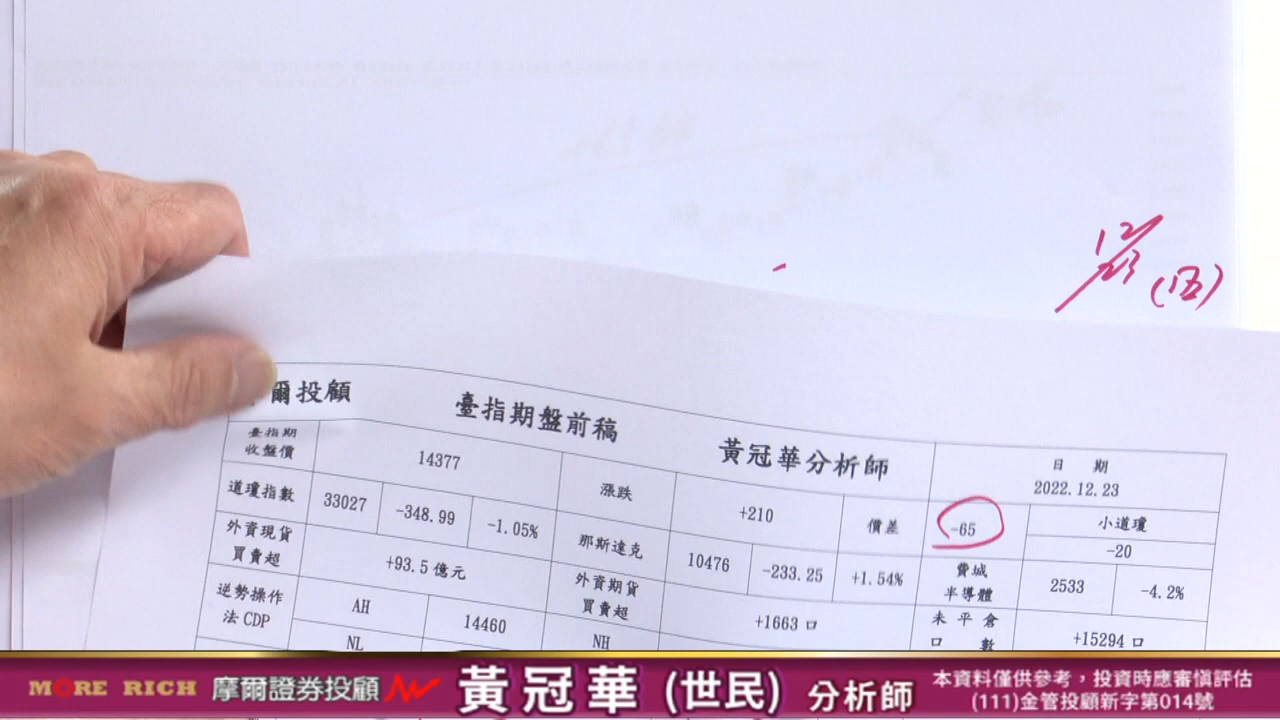 12/23 (五)
爾投顧 臺指期盤前稿 黃冠華分析師 日期 2022.12.23
臺指期收盤價 14377 漲跌 +210 價差 -65 小道瓊 -20
道瓊指數 33027 -348.99 -1.05% 那斯達克 10476 -233.25 +1.54% 費城半導體 2533 -4.2%
外資現貨買賣超 +93.5億元 外資期貨買賣超 +1663口 未平倉口數 +15294口
逆勢操作法CDP AH 14460
NL NH
MORE RICH 摩爾證券投顧 黃冠華(世民)分析師
本資料僅供參考，投資時應審慎評估
(111)金管投顧新字第014號